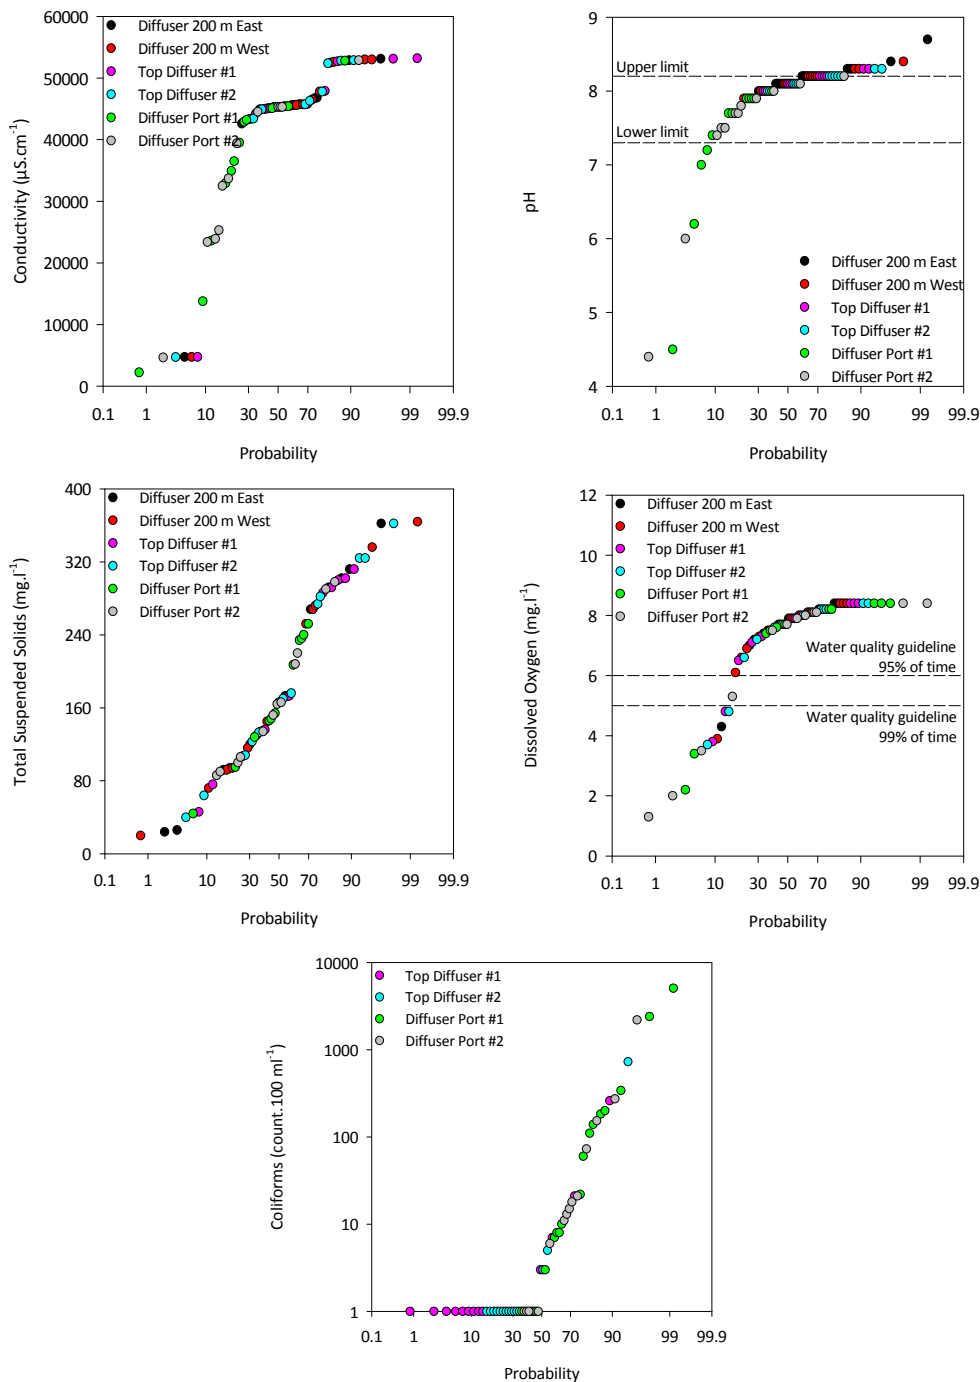 60000
50000
40000
30000
20000
10000
0
Conductivity (µS.cm-1)
Diffuser 200 m East
Diffuser 200 m West
Top Diffuser #1
Top Diffuser #2
Diffuser Port #1
Diffuser Port #2
0.1 1 10 30 50 70 90 99 99.9
Probability
9
8
7
6
5
4
pH
Upper limit
Lower limit
Diffuser 200 m East
Diffuser 200 m West
Top Diffuser #1
Top Diffuser #2
Diffuser Port #1
Diffuser Port #2
0.1 1 10 30 50 70 90 99 99.9
Probability
400
320
240
160
80
0
Total Suspended Solids (mg.l-1)
Diffuser 200 m East
Diffuser 200 m West
Top Diffuser #1
Top Diffuser #2
Diffuser Port #1
Diffuser Port #2
0.1 1 10 30 50 70 90 99 99.9
Probability
12
10
8
6
4
2
0
Dissolved Oxygen (mg.l-1)
Diffuser 200 m East
Diffuser 200 m West
Top Diffuser #1
Top Diffuser #2
Diffuser Port #1
Diffuser Port #2
Water quality guideline
95% of time
Water quality guideline
99% of time
0.1 1 10 30 50 70 90 99 99.9
Probability
10000
1000
100
10
1
Coliforms (count.100 ml-1)
Top Diffuser #1
Top Diffuser #2
Diffuser Port #1
Diffuser Port #2
0.1 1 10 30 50 70 90 99 99.9
Probability